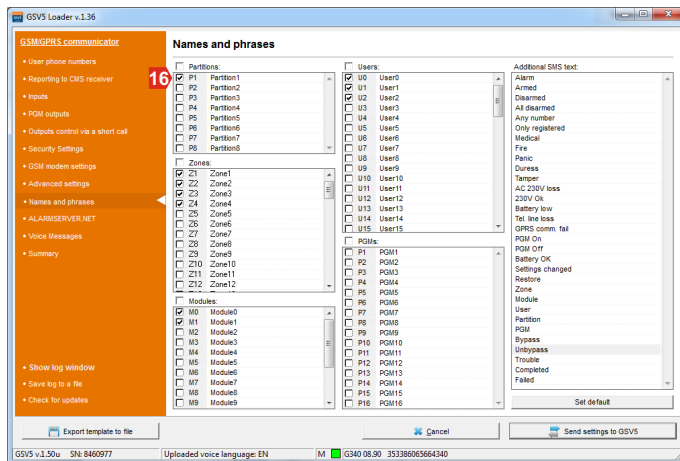 GSV5 Loader v.1.36
GSM/GPRS communicator
• User phone numbers
• Reporting to CMS receiver
• Inputs
• PGM outputs
• Outputs control via a short call
• Security Settings
• GSM modem settings
• Advanced settings
• Names and phrases
• ALARMSERVER.NET
• Voice Messages
• Summary
• Show log window
• Save log to a file
• Check for updates
Names and phrases
16
Partitions:
P1 Partition1
P2 Partition2
P3 Partition3
P4 Partition4
P5 Partition5
P6 Partition6
P7 Partition7
P8 Partition8
Zones:
Z1 Zone1
Z2 Zone2
Z3 Zone3
Z4 Zone4
Z5 Zone5
Z6 Zone6
Z7 Zone7
Z8 Zone8
Z9 Zone9
Z10 Zone10
Z11 Zone11
Z12 Zone12
Modules:
M0 Module0
M1 Module1
M2 Module2
M3 Module3
M4 Module4
M5 Module5
M6 Module6
M7 Module7
M8 Module8
M9 Module9
Users:
U0 User0
U1 User1
U2 User2
U3 User3
U4 User4
U5 User5
U6 User6
U7 User7
U8 User8
U9 User9
U10 User10
U11 User11
U12 User12
U13 User13
U14 User14
U15 User15
PGMs:
P1 PGM1
P2 PGM2
P3 PGM3
P4 PGM4
P5 PGM5
P6 PGM6
P7 PGM7
P8 PGM8
P9 PGM9
P10 PGM10
P11 PGM11
P12 PGM12
P13 PGM13
P14 PGM14
P15 PGM15
P16 PGM16
Additional SMS text:
Alarm
Armed
Disarmed
All disarmed
Any number
Only registered
Medical
Fire
Panic
Duress
Tamper
AC 230V loss
230V Ok
Battery low
Tel. line loss
GPRS comm. fail
PGM On
PGM Off
Battery OK
Settings changed
Restore
Zone
Module
User
Partition
PGM
Bypass
Unbypass
Trouble
Completed
Failed
Set default
Export template to file
Cancel
Send settings to GSV5
GSV5 v.1.50u SN: 8460977 Uploaded voice language: EN M G340 08.90 353386065664340